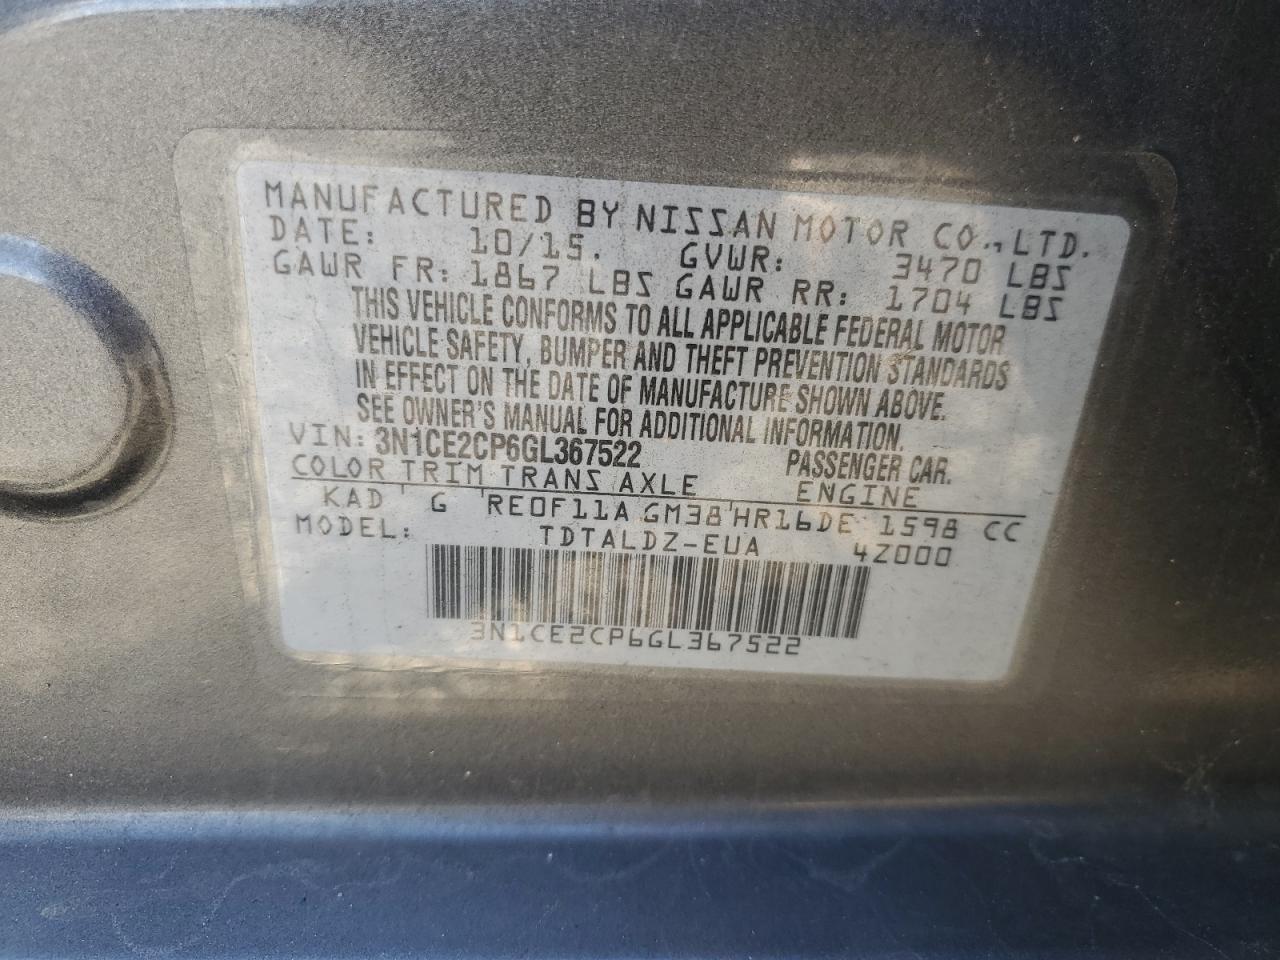 MANUFACTURED BY NISSAN MOTOR CO., LTD.
DATE: 10/15. GVWR: 3470 LBS
GAWR FR: 1867 LBS GAWR RR: 1704 LBS
THIS VEHICLE CONFORMS TO ALL APPLICABLE FEDERAL MOTOR
VEHICLE SAFETY, BUMPER AND THEFT PREVENTION STANDARDS
IN EFFECT ON THE DATE OF MANUFACTURE SHOWN ABOVE.
SEE OWNER'S MANUAL FOR ADDITIONAL INFORMATION.
VIN: 3N1CE2CP6GL367522 PASSENGER CAR.
COLOR TRIM TRANS AXLE ENGINE
KAD G RE0F11A GM38 HR16DE 1598 CC
MODEL: TDTALDZ-EUA 4Z000
3N1CE2CP6GL367522